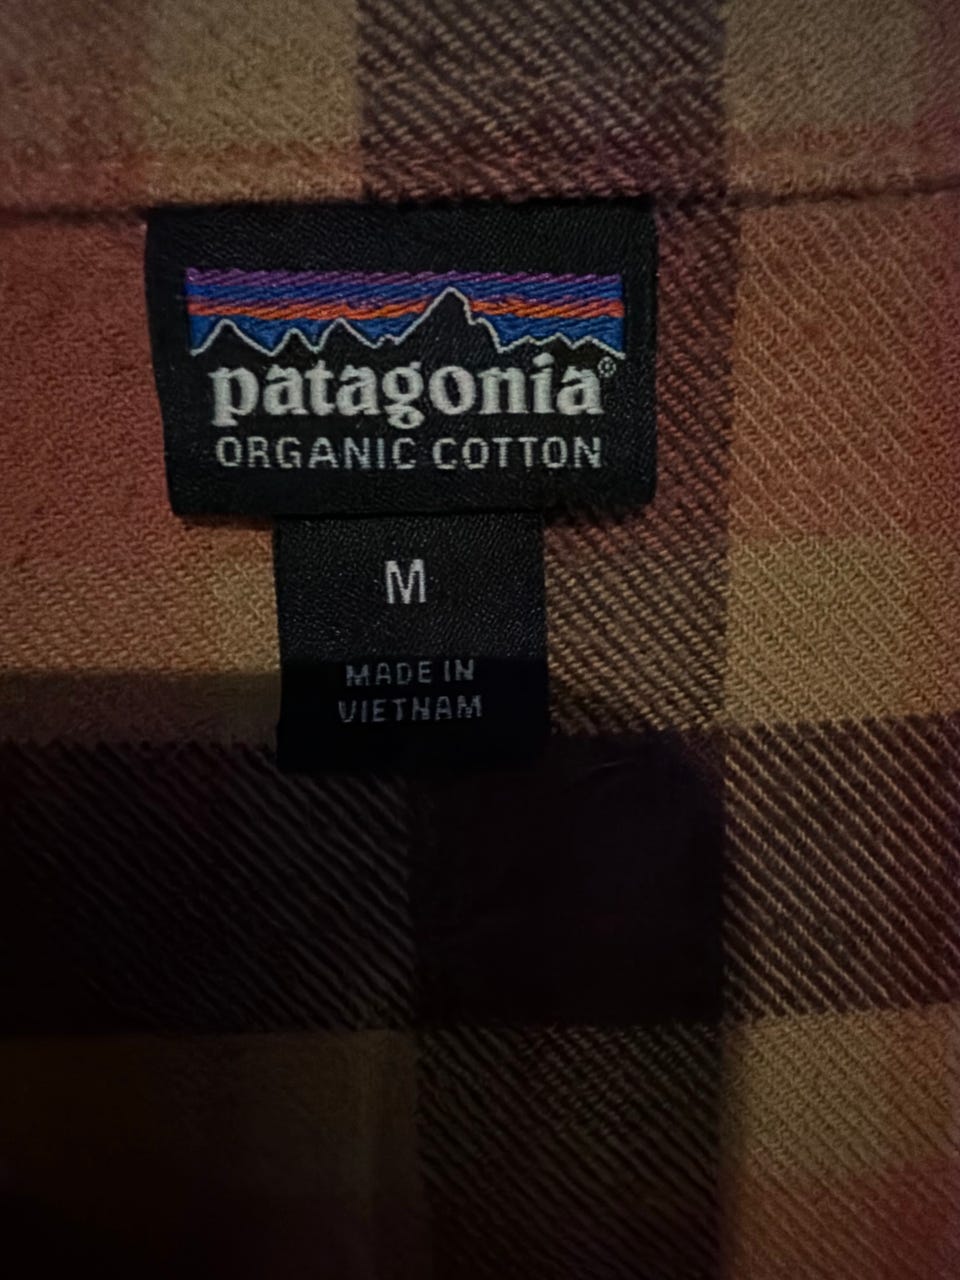 patagonia®
ORGANIC COTTON
M
MADE IN
VIETNAM